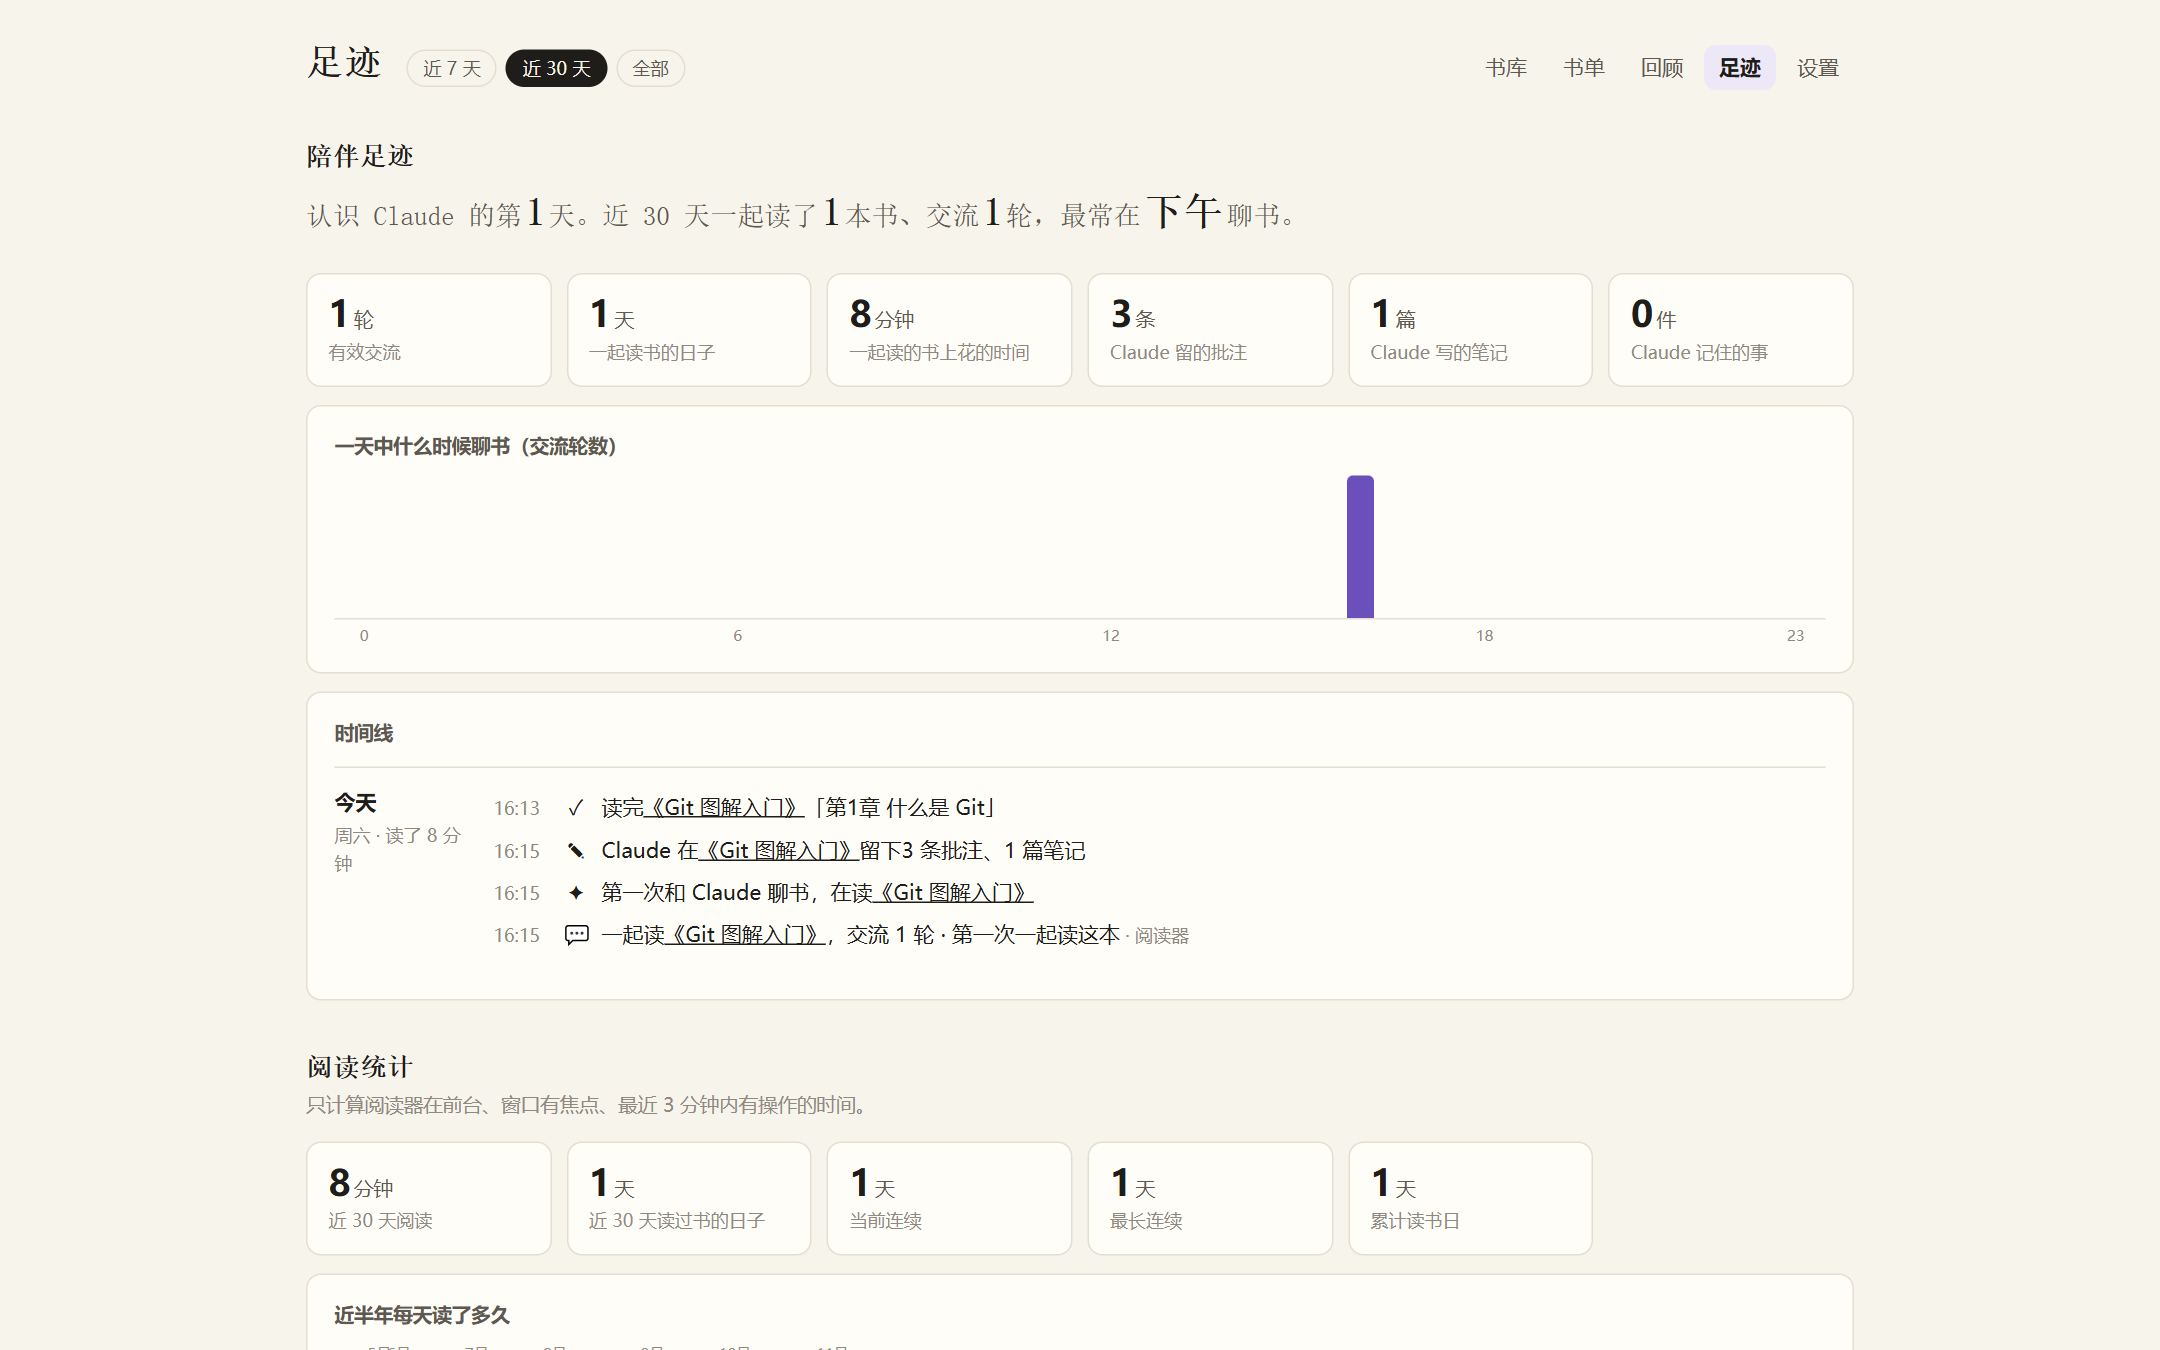 足迹 近 7 天 近 30 天 全部 书库 书单 回顾 足迹 设置
陪伴足迹
认识 Claude 的第1天。近 30 天一起读了1本书、交流1轮，最常在下午聊书。
1轮 1天 8分钟 3条 1篇 0件
有效交流 一起读书的日子 一起读的书上花的时间 Claude 留的批注 Claude 写的笔记 Claude 记住的事
一天中什么时候聊书（交流轮数）
0 6 12 18 23
时间线
今天
周六 · 读了 8 分
钟
16:13 ✓ 读完《Git 图解入门》「第1章 什么是 Git」
16:15 Claude 在《Git 图解入门》留下3 条批注、1 篇笔记
16:15 ✦ 第一次和 Claude 聊书，在读《Git 图解入门》
16:15 一起读《Git 图解入门》，交流 1 轮 · 第一次一起读这本 · 阅读器
阅读统计
只计算阅读器在前台、窗口有焦点、最近 3 分钟内有操作的时间。
8分钟 1天 1天 1天 1天
近 30 天阅读 近 30 天读过书的日子 当前连续 最长连续 累计读书日
近半年每天读了多久